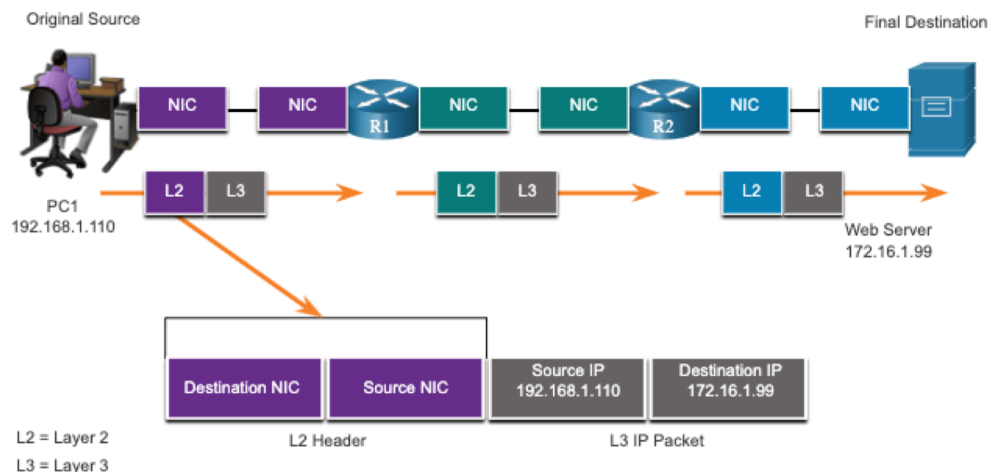 Original Source
Final Destination
NIC
NIC
R1
NIC
NIC
R2
NIC
NIC
L2
L3
L2
L3
L2
L3
PC1
192.168.1.110
Web Server
172.16.1.99
Destination NIC
Source NIC
Source IP
192.168.1.110
Destination IP
172.16.1.99
L2 = Layer 2
L2 Header
L3 IP Packet
L3 = Layer 3